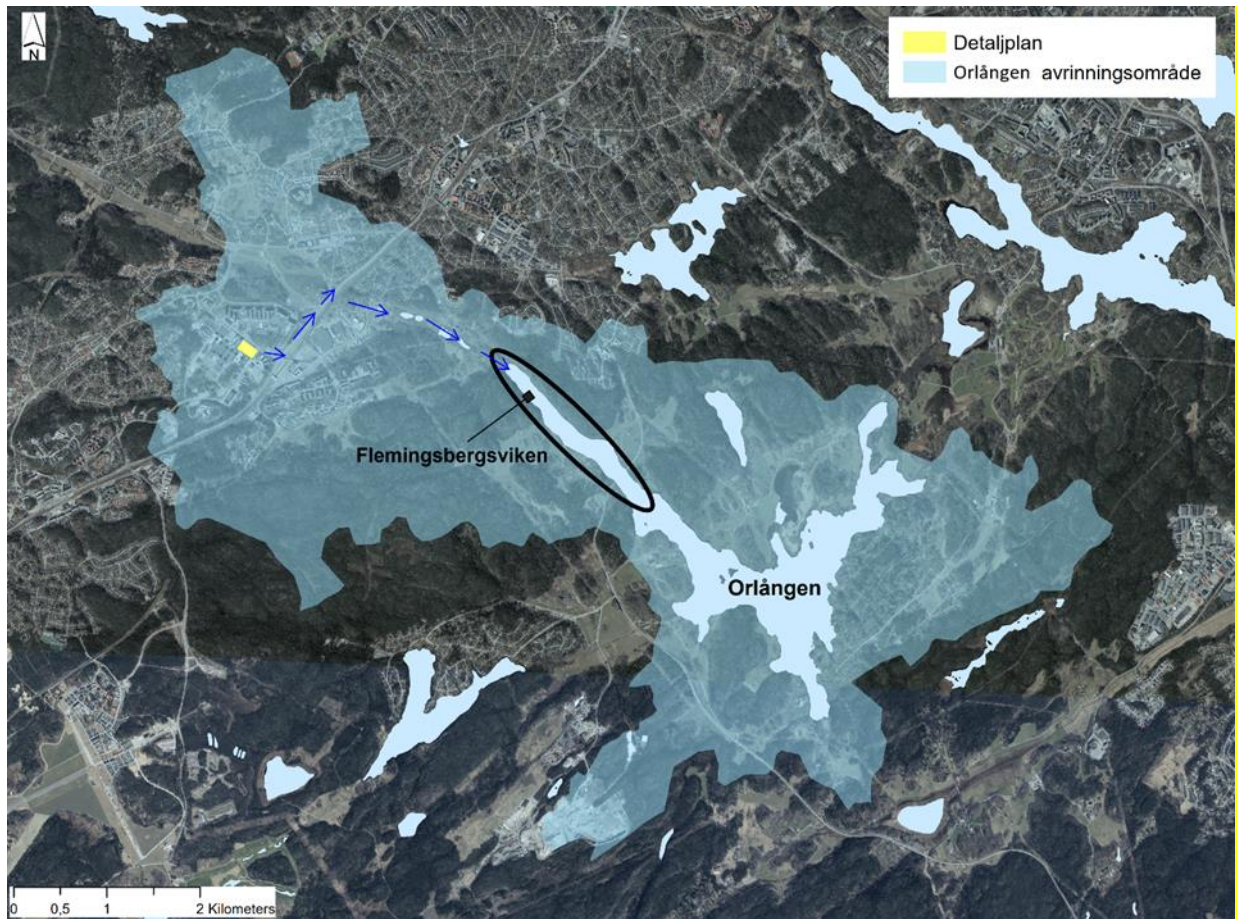 N
Detaljplan
Orlången avrinningsområde
Flemingsbergsviken
Orlången
0 0,5 1 2 Kilometers